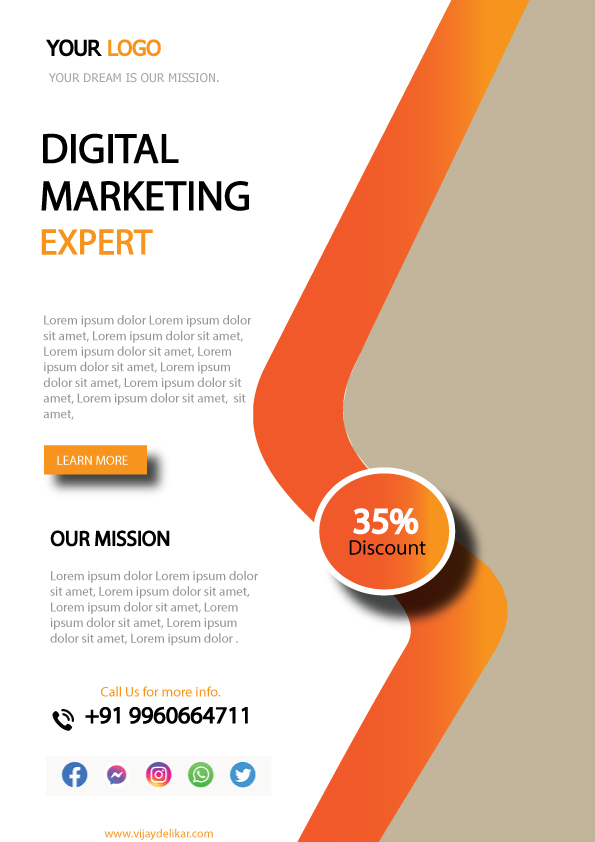 YOUR LOGO
YOUR DREAM IS OUR MISSION.
DIGITAL
MARKETING
EXPERT
Lorem ipsum dolor Lorem ipsum dolor
sit amet, Lorem ipsum dolor sit amet,
Lorem ipsum dolor sit amet, Lorem
ipsum dolor sit amet, Lorem ipsum
dolor sit amet, Lorem ipsum dolor sit
amet, Lorem ipsum dolor sit amet,  sit
amet,
LEARN MORE
35%
Discount
OUR MISSION
Lorem ipsum dolor Lorem ipsum dolor
sit amet, Lorem ipsum dolor sit amet,
Lorem ipsum dolor sit amet, Lorem
ipsum dolor sit amet, Lorem ipsum
dolor sit amet, Lorem ipsum dolor .
Call Us for more info.
+91 9960664711
www.vijaydelikar.com